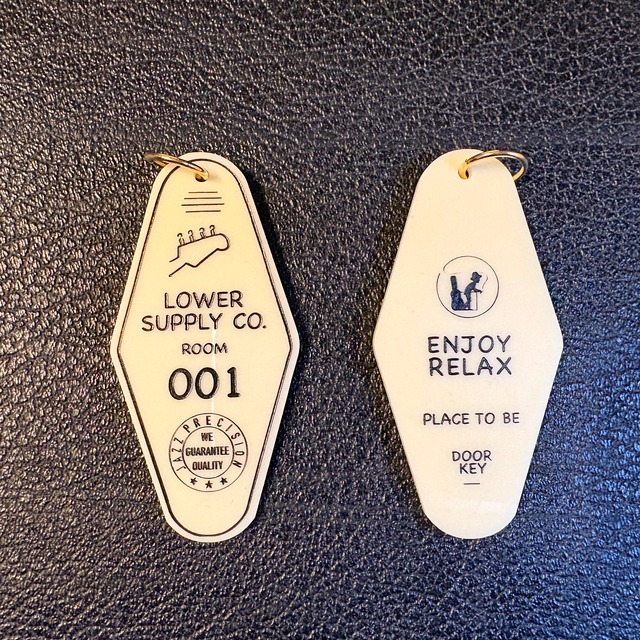 LOWER
SUPPLY CO.
ROOM
001
JAZZ PRECISION
WE
GUARANTEE
QUALITY
ENJOY
RELAX
PLACE TO BE
DOOR
KEY